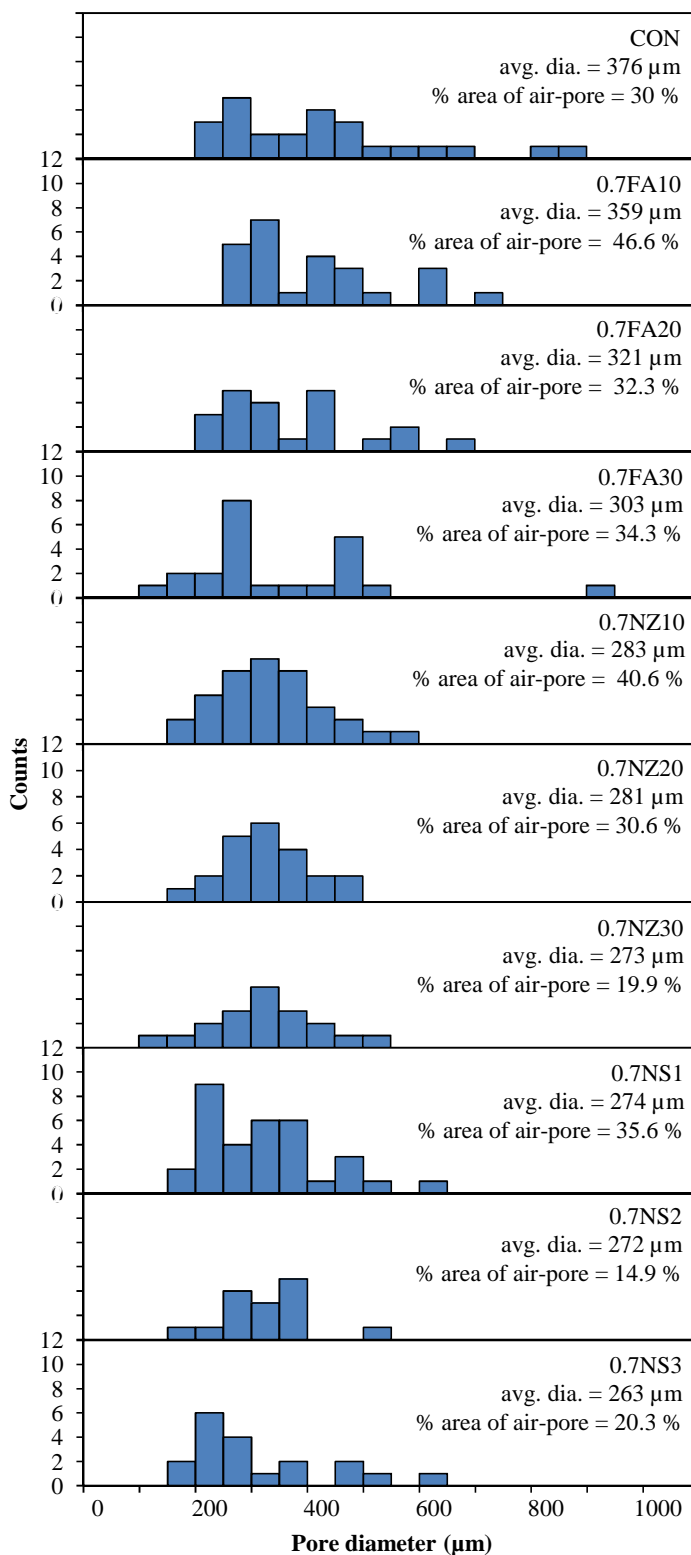 CON
avg. dia. = 376 µm
% area of air-pore = 30 %
12
10
8
6
4
2
0
0.7FA10
avg. dia. = 359 µm
% area of air-pore = 46.6 %
0.7FA20
avg. dia. = 321 µm
% area of air-pore = 32.3 %
12
10
8
6
4
2
0
0.7FA30
avg. dia. = 303 µm
% area of air-pore = 34.3 %
0.7NZ10
avg. dia. = 283 µm
% area of air-pore = 40.6 %
Counts
12
10
8
6
4
2
0
0.7NZ20
avg. dia. = 281 µm
% area of air-pore = 30.6 %
0.7NZ30
avg. dia. = 273 µm
% area of air-pore = 19.9 %
12
10
8
6
4
2
0
0.7NS1
avg. dia. = 274 µm
% area of air-pore = 35.6 %
0.7NS2
avg. dia. = 272 µm
% area of air-pore = 14.9 %
12
10
8
6
4
2
0
0.7NS3
avg. dia. = 263 µm
% area of air-pore = 20.3 %
0 200 400 600 800 1000
Pore diameter (µm)